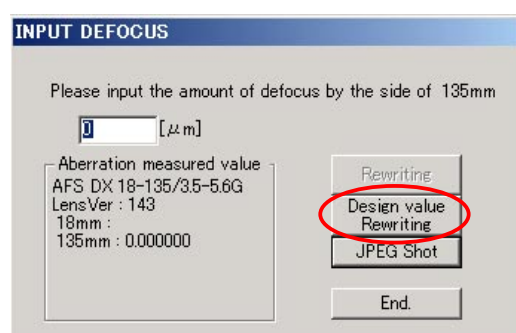 INPUT DEFOCUS
Please input the amount of defocus by the side of 135mm
0 [μm]
Aberration measured value
AFS DX 18-135/3.5-5.6G
LensVer : 143
18mm :
135mm : 0.000000
Rewriting
Design value
Rewriting
JPEG Shot
End.